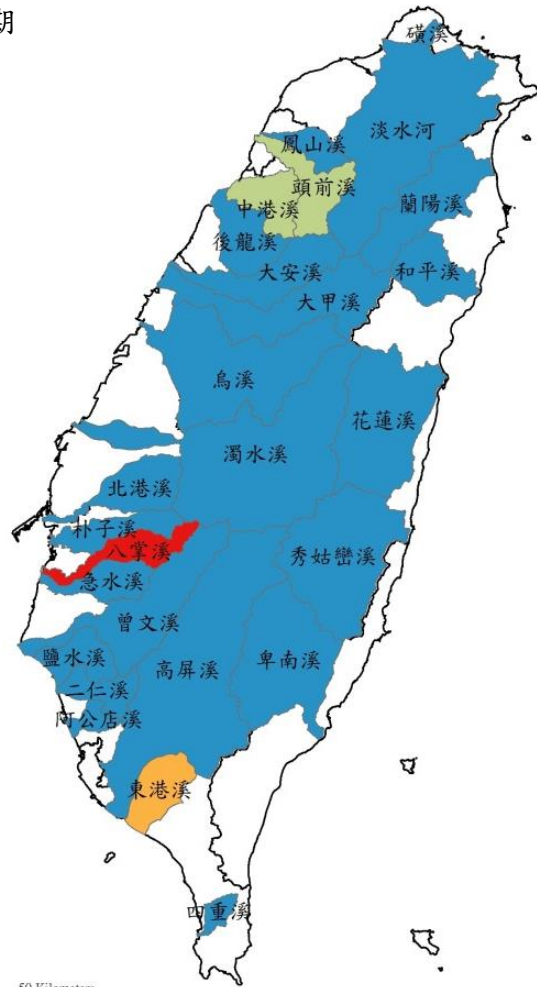 期
磺溪
淡水河
鳳山溪
頭前溪
中港溪
蘭陽溪
後龍溪
大安溪
和平溪
大甲溪
烏溪
花蓮溪
濁水溪
北港溪
朴子溪
八掌溪
秀姑巒溪
急水溪
曾文溪
鹽水溪
高屏溪
卑南溪
二仁溪
阿公店溪
東港溪
四重溪
50 Kilometers